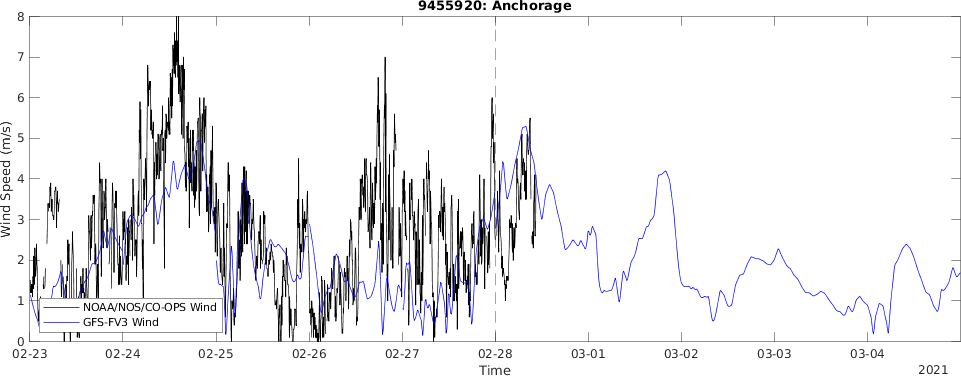 9455920: Anchorage
8
7
6
5
4
3
2
1
0
Wind Speed (m/s)
NOAA/NOS/CO-OPS Wind
GFS-FV3 Wind
02-23 02-24 02-25 02-26 02-27 02-28 03-01 03-02 03-03 03-04
Time
2021